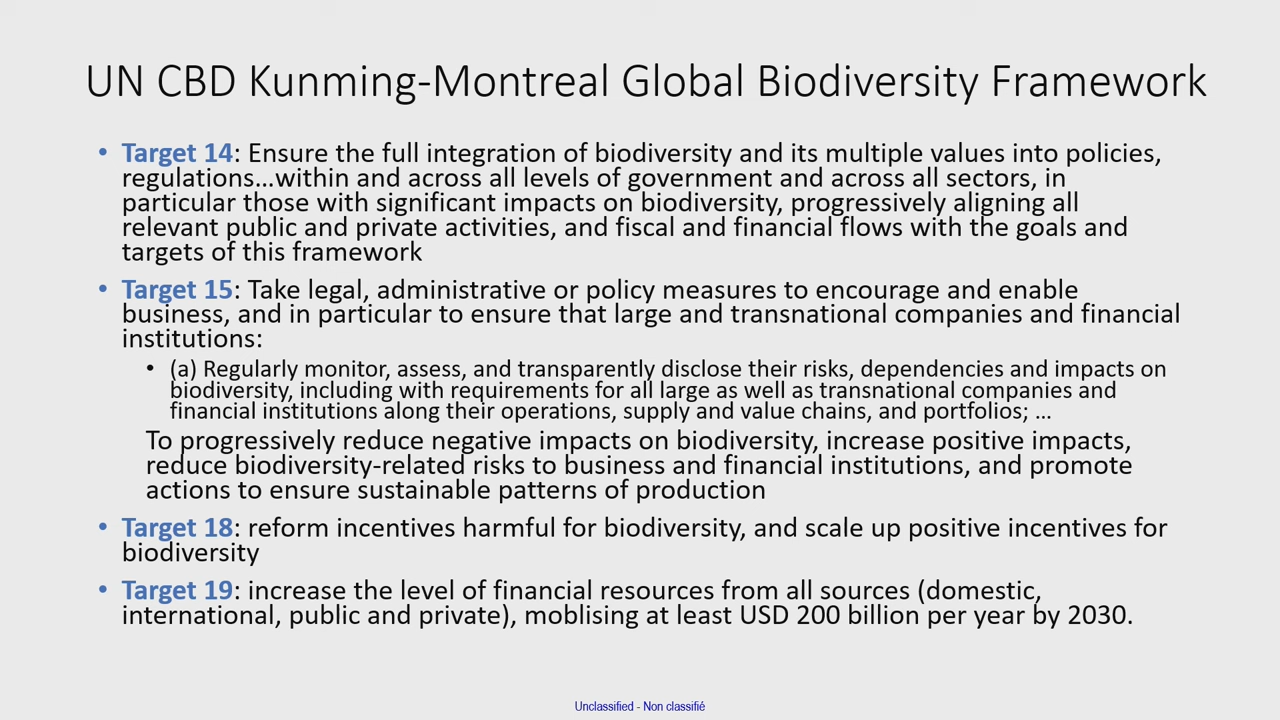 UN CBD Kunming-Montreal Global Biodiversity Framework
• Target 14: Ensure the full integration of biodiversity and its multiple values into policies,
regulations…within and across all levels of government and across all sectors, in
particular those with significant impacts on biodiversity, progressively aligning all
relevant public and private activities, and fiscal and financial flows with the goals and
targets of this framework
• Target 15: Take legal, administrative or policy measures to encourage and enable
business, and in particular to ensure that large and transnational companies and financial
institutions:
• (a) Regularly monitor, assess, and transparently disclose their risks, dependencies and impacts on
biodiversity, including with requirements for all large as well as transnational companies and
financial institutions along their operations, supply and value chains, and portfolios; …
To progressively reduce negative impacts on biodiversity, increase positive impacts,
reduce biodiversity-related risks to business and financial institutions, and promote
actions to ensure sustainable patterns of production
• Target 18: reform incentives harmful for biodiversity, and scale up positive incentives for
biodiversity
• Target 19: increase the level of financial resources from all sources (domestic,
international, public and private), moblising at least USD 200 billion per year by 2030.
Unclassified - Non classifié